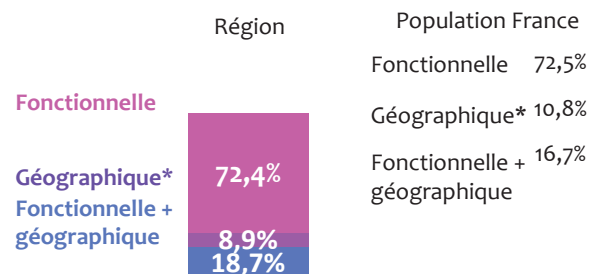 Région
Population France
Fonctionnelle 72,5%
Fonctionnelle
Géographique* 10,8%
Géographique*
72,4%
Fonctionnelle + 16,7%
géographique
Fonctionnelle +
géographique
8,9%
18,7%